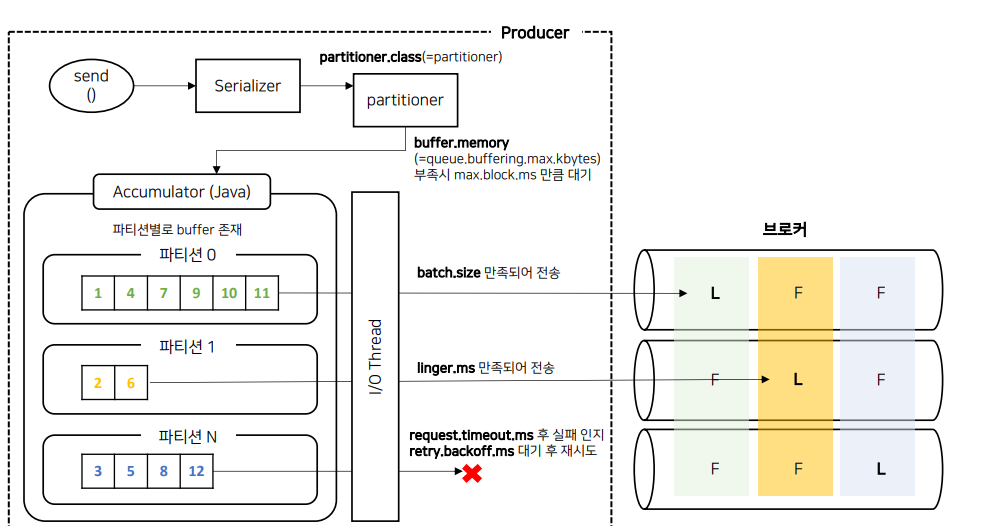 Producer
partitioner.class(=partitioner)
send
()
Serializer
partitioner
buffer.memory
(=queue.buffering.max.kbytes)
부족시 max.block.ms 만큼 대기
Accumulator (Java)
파티션별로 buffer 존재
파티션 0
1 4 7 9 10 11
파티션 1
2 6
파티션 N
3 5 8 12
I/O Thread
batch.size 만족되어 전송
linger.ms 만족되어 전송
request.timeout.ms 후 실패 인지
retry.backoff.ms 대기 후 재시도
브로커
L F F
F L F
F F L